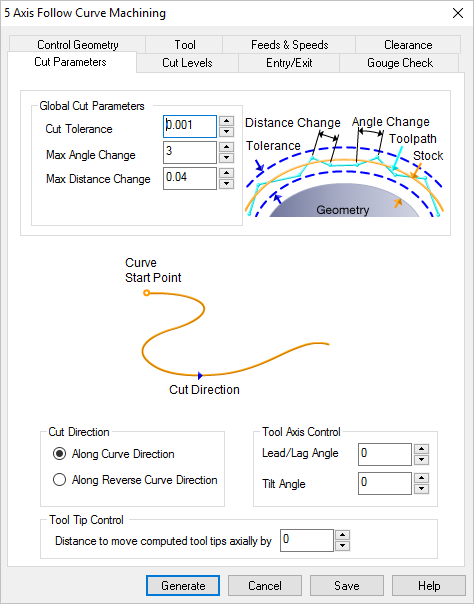 5 Axis Follow Curve Machining
Control Geometry Tool Feeds & Speeds Clearance
Cut Parameters Cut Levels Entry/Exit Gouge Check
Global Cut Parameters
Cut Tolerance 0.001
Max Angle Change 3
Max Distance Change 0.04
Distance Change Angle Change
Tolerance Toolpath
Stock
Geometry
Curve
Start Point
Cut Direction
Cut Direction
Along Curve Direction
Along Reverse Curve Direction
Tool Axis Control
Lead/Lag Angle 0
Tilt Angle 0
Tool Tip Control
Distance to move computed tool tips axially by 0
Generate Cancel Save Help